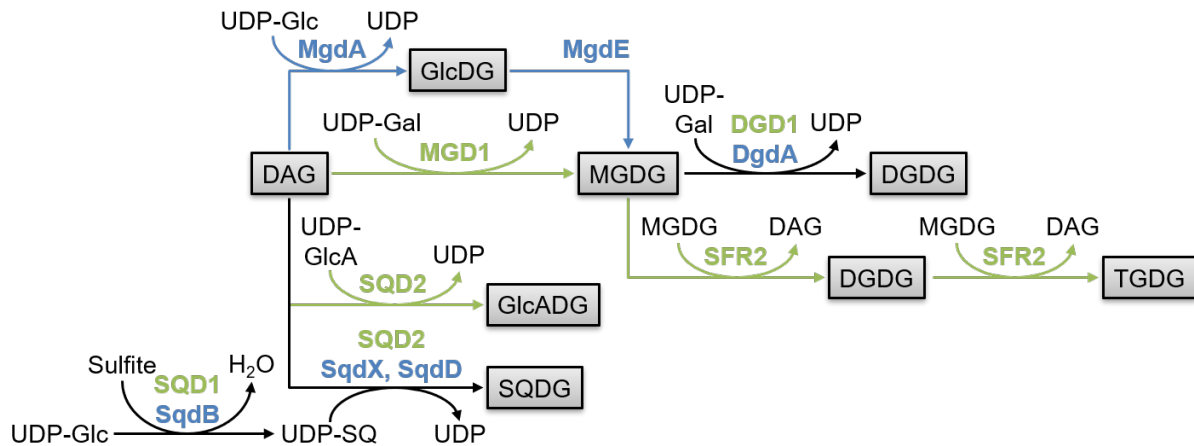 UDP-Glc UDP
MgdA
GlcDG
MgdE
UDP-Gal UDP
MGD1
UDP-
Gal
DGD1
DgdA
UDP
DAG
MGDG
DGDG
UDP-
GlcA
UDP
SQD2
GlcADG
MGDG DAG
SFR2
DGDG
MGDG DAG
SFR2
TGDG
SQD2
SqdX, SqdD
SQDG
Sulfite H₂O
SQD1
SqdB
UDP-Glc UDP-SQ UDP